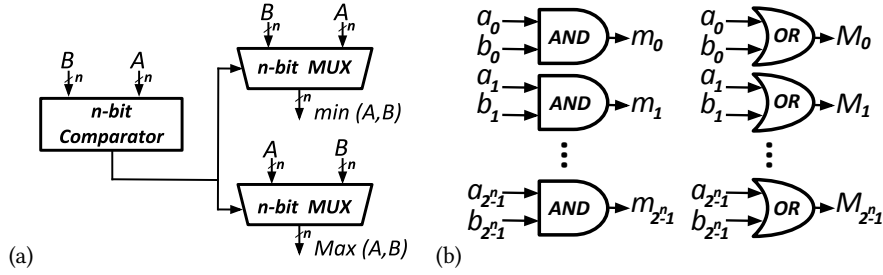 B n A n
n-bit MUX
n
min (A,B)
B n A n
n-bit
Comparator
A n B n
n-bit MUX
n
Max (A,B)
(a)
a₀
b₀
AND
m₀
a₁
b₁
AND
m₁
a₂ⁿ₋₁
b₂ⁿ₋₁
AND
m₂ⁿ₋₁
a₀
b₀
OR
M₀
a₁
b₁
OR
M₁
a₂ⁿ₋₁
b₂ⁿ₋₁
OR
M₂ⁿ₋₁
(b)